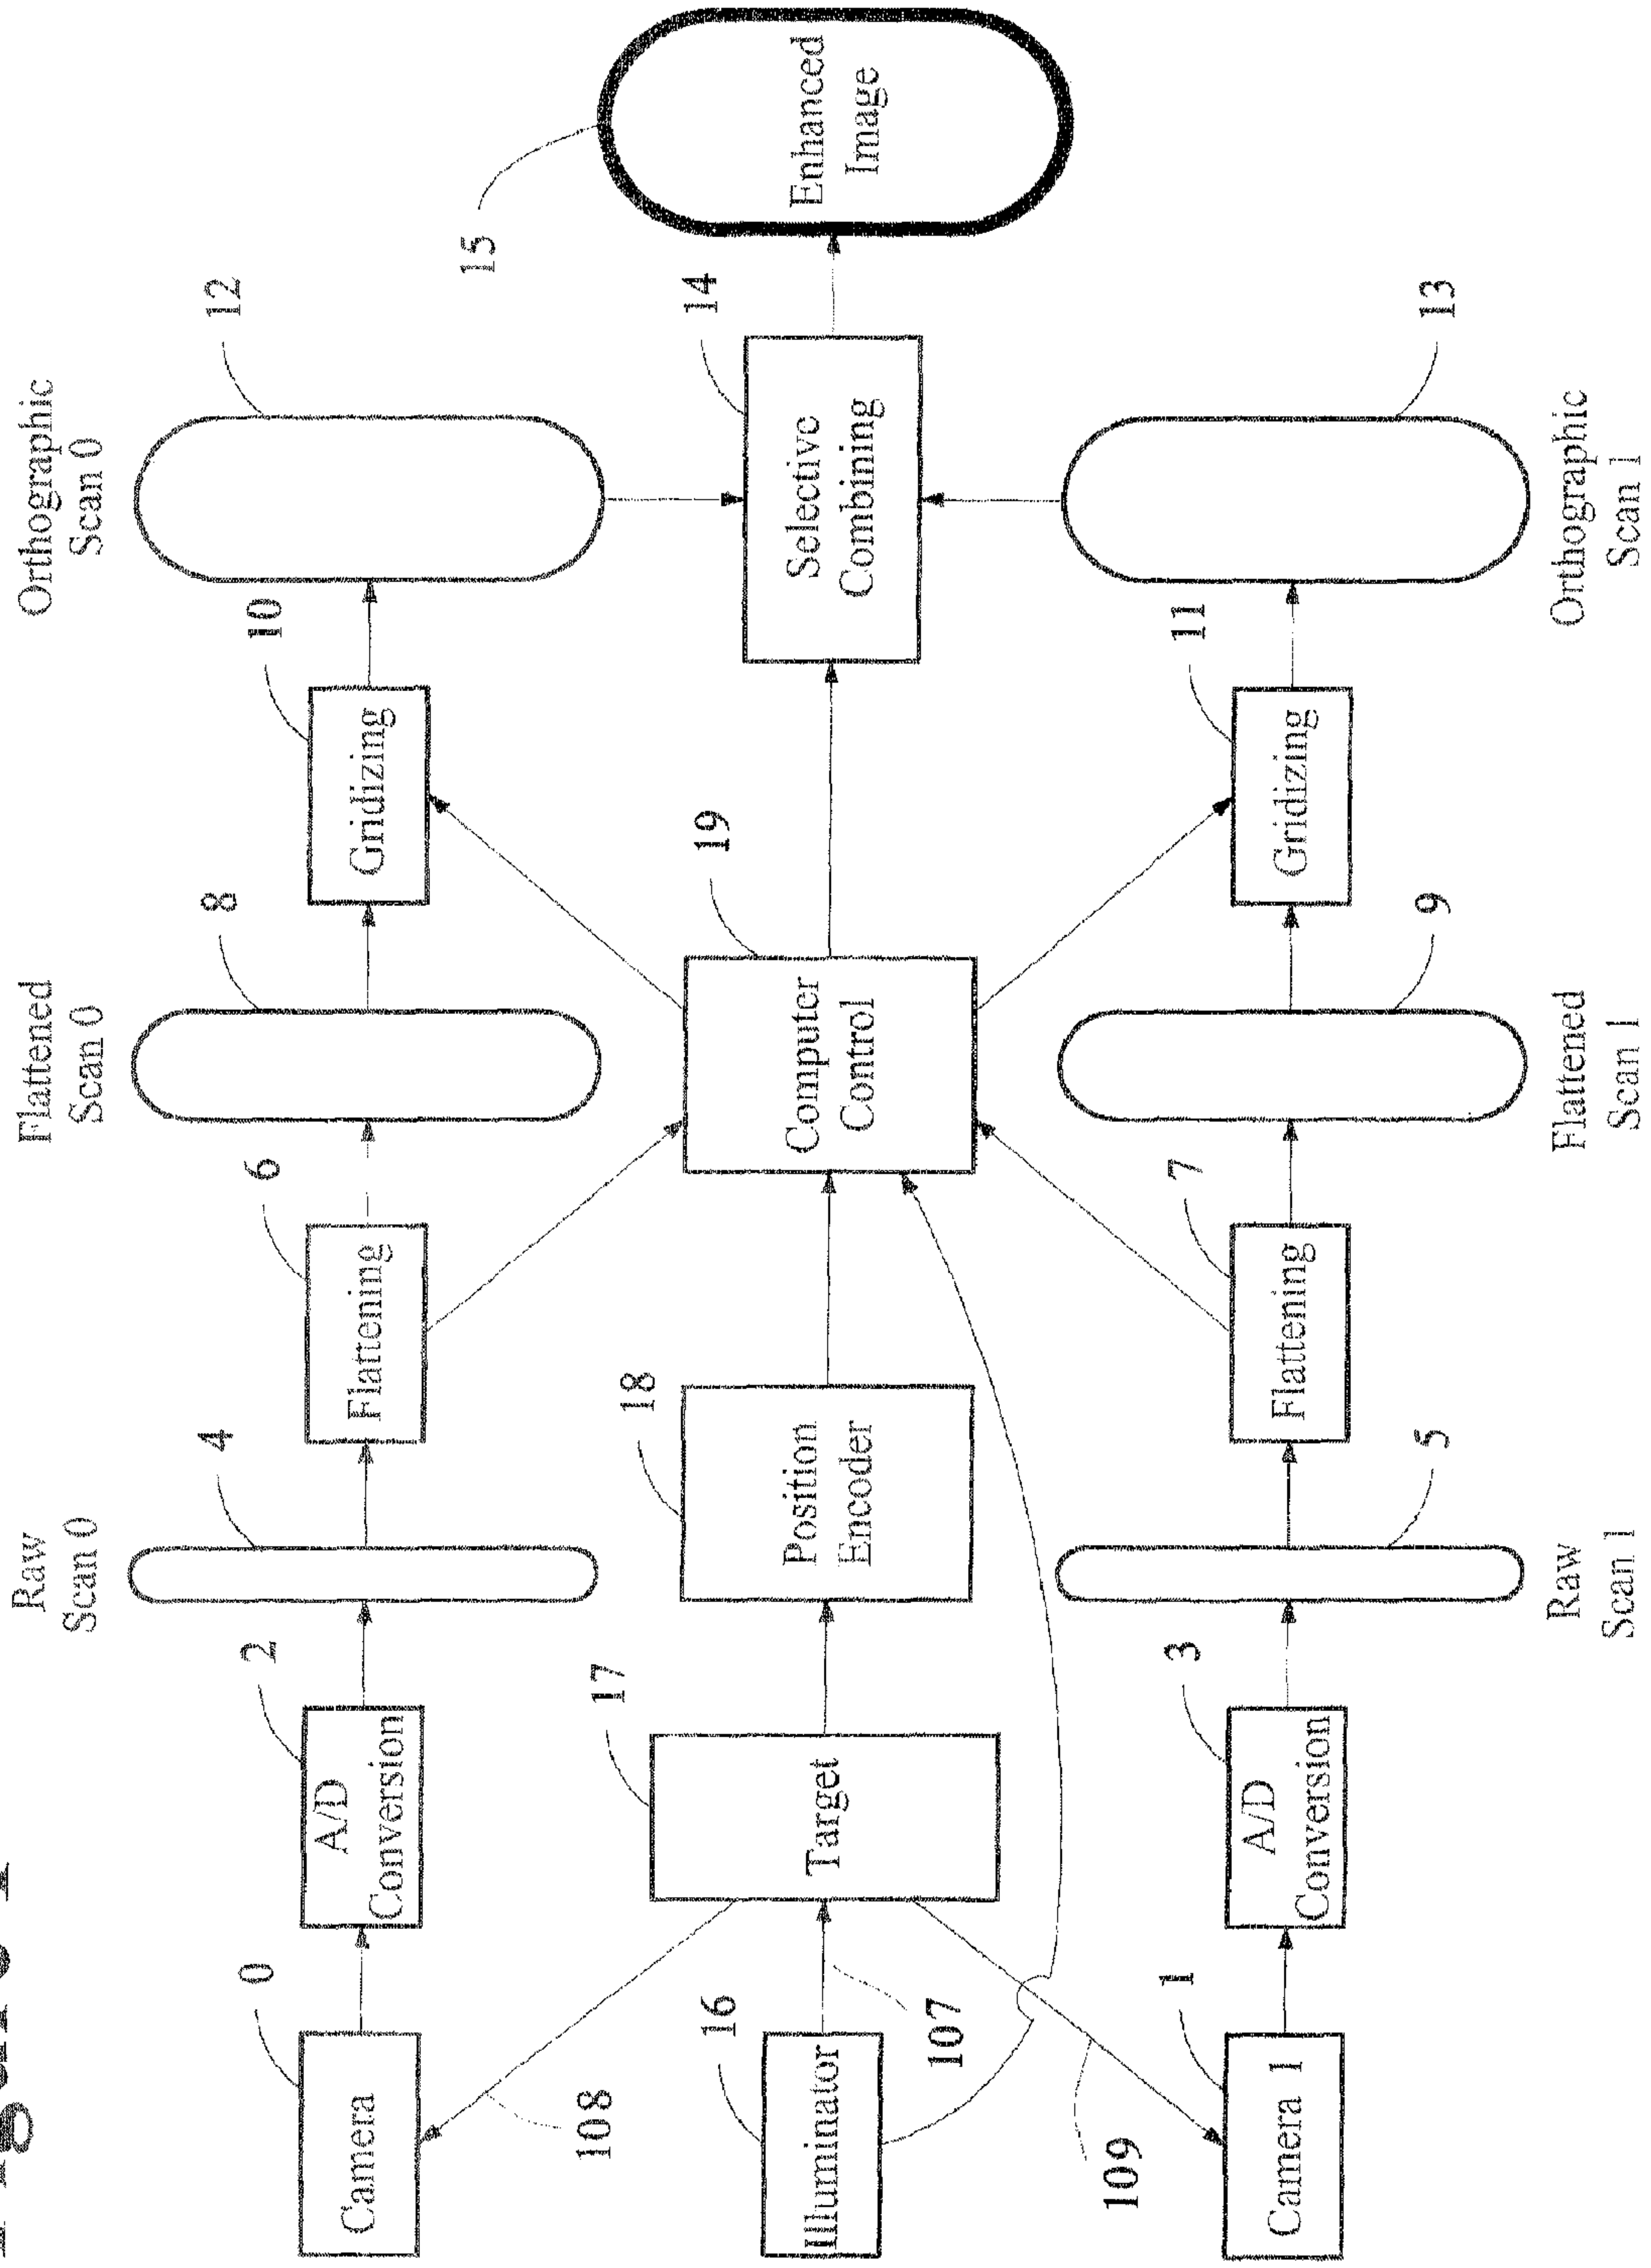 Orthographic
Scan 0
Flattened
Scan 0
Raw
Scan 0
12
10
8
6
4
2
0
Camera
A/D
Conversion
Flattening
Gridizing
15
Enhanced
Image
14
Selective
Combining
19
Computer
Control
18
Position
Encoder
17
Target
16
Illuminator
107
108
109
1
Camera 1
3
A/D
Conversion
5
7
Flattening
9
11
Gridizing
13
Raw
Scan 1
Flattened
Scan 1
Orthographic
Scan 1